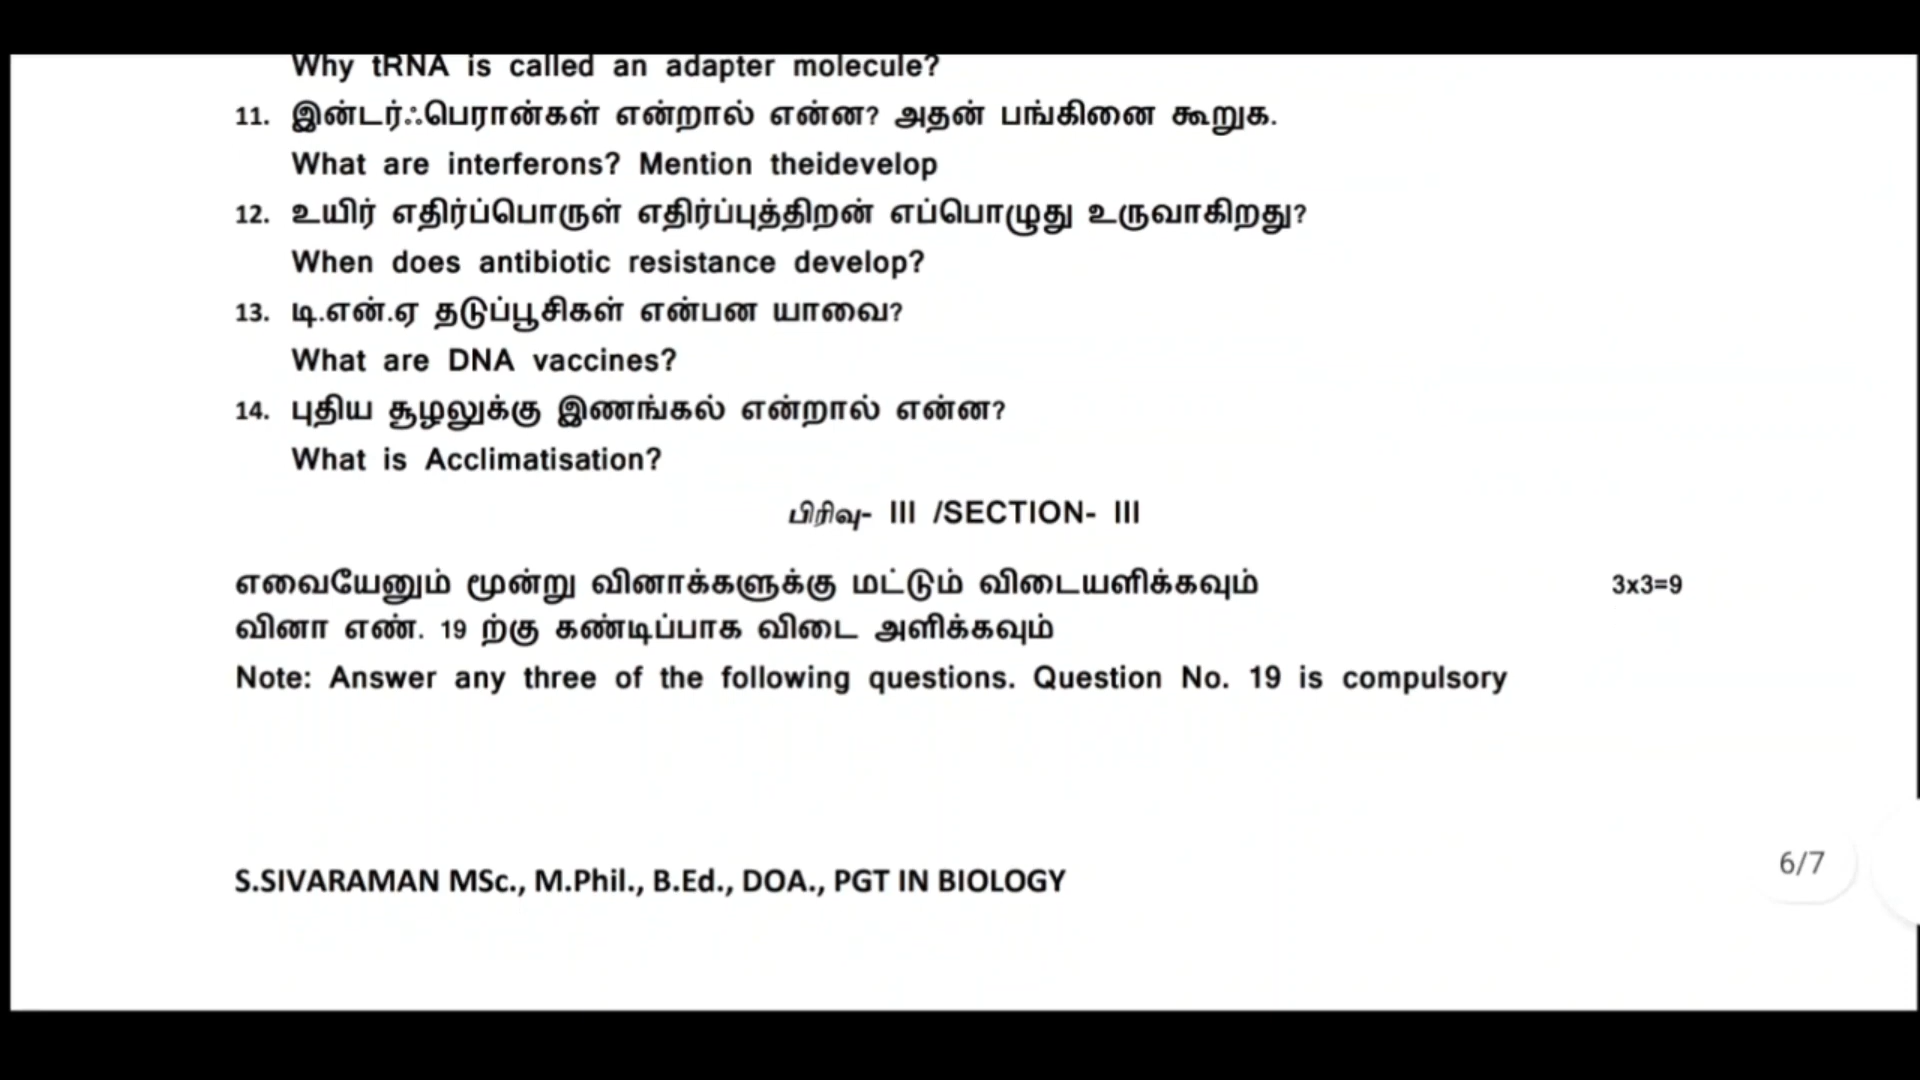 Why tRNA is called an adapter molecule?
11. இன்டர்ஃபெரான்கள் என்றால் என்ன? அதன் பங்கினை கூறுக.
What are interferons? Mention theidevelop
12. உயிர் எதிர்ப்பொருள் எதிர்ப்புத்திறன் எப்பொழுது உருவாகிறது?
When does antibiotic resistance develop?
13. டி.என்.ஏ தடுப்பூசிகள் என்பன யாவை?
What are DNA vaccines?
14. புதிய சூழலுக்கு இணங்கல் என்றால் என்ன?
What is Acclimatisation?
பிரிவு- III /SECTION- III
எவையேனும் மூன்று வினாக்களுக்கு மட்டும் விடையளிக்கவும் 3x3=9
வினா எண். 19 ற்கு கண்டிப்பாக விடை அளிக்கவும்
Note: Answer any three of the following questions. Question No. 19 is compulsory
S.SIVARAMAN MSc., M.Phil., B.Ed., DOA., PGT IN BIOLOGY
6/7